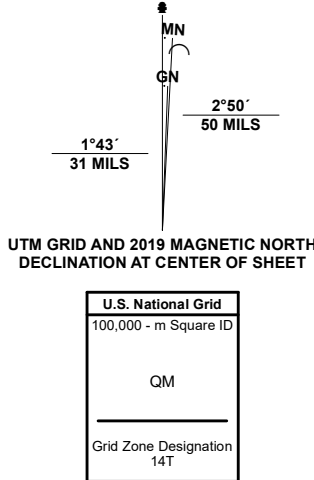 MN
GN
2°50´
50 MILS
1°43´
31 MILS
UTM GRID AND 2019 MAGNETIC NORTH
DECLINATION AT CENTER OF SHEET
U.S. National Grid
100,000 - m Square ID
QM
Grid Zone Designation
14T